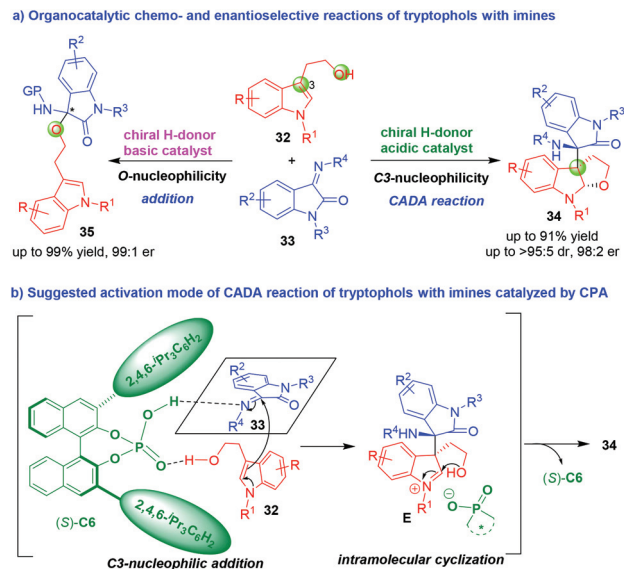 a) Organocatalytic chemo- and enantioselective reactions of tryptophols with imines
R²
GP
HN
*
N-R³
O
O
R
N
R¹
35
up to 99% yield, 99:1 er
chiral H-donor
basic catalyst
O-nucleophilicity
addition
OH
3
R
N
R¹
32
+
N-R⁴
R²
O
N
R³
33
chiral H-donor
acidic catalyst
C3-nucleophilicity
CADA reaction
R²
R³
N
R⁴
NH
O
R
N
O
R¹
34
up to 91% yield
up to >95:5 dr, 98:2 er
b) Suggested activation mode of CADA reaction of tryptophols with imines catalyzed by CPA
2,4,6-ⁱPr₃C₆H₂
O
H
O
P
O
O
(S)-C6
2,4,6-ⁱPr₃C₆H₂
R²
N
R³
N
O
R⁴
33
HO
R
N
R¹
32
C3-nucleophilic addition
R²
R³
N
R⁴HN
O
R
N
⊕
HO
R¹
E
⊖
O
O
P
*
intramolecular cyclization
34
(S)-C6